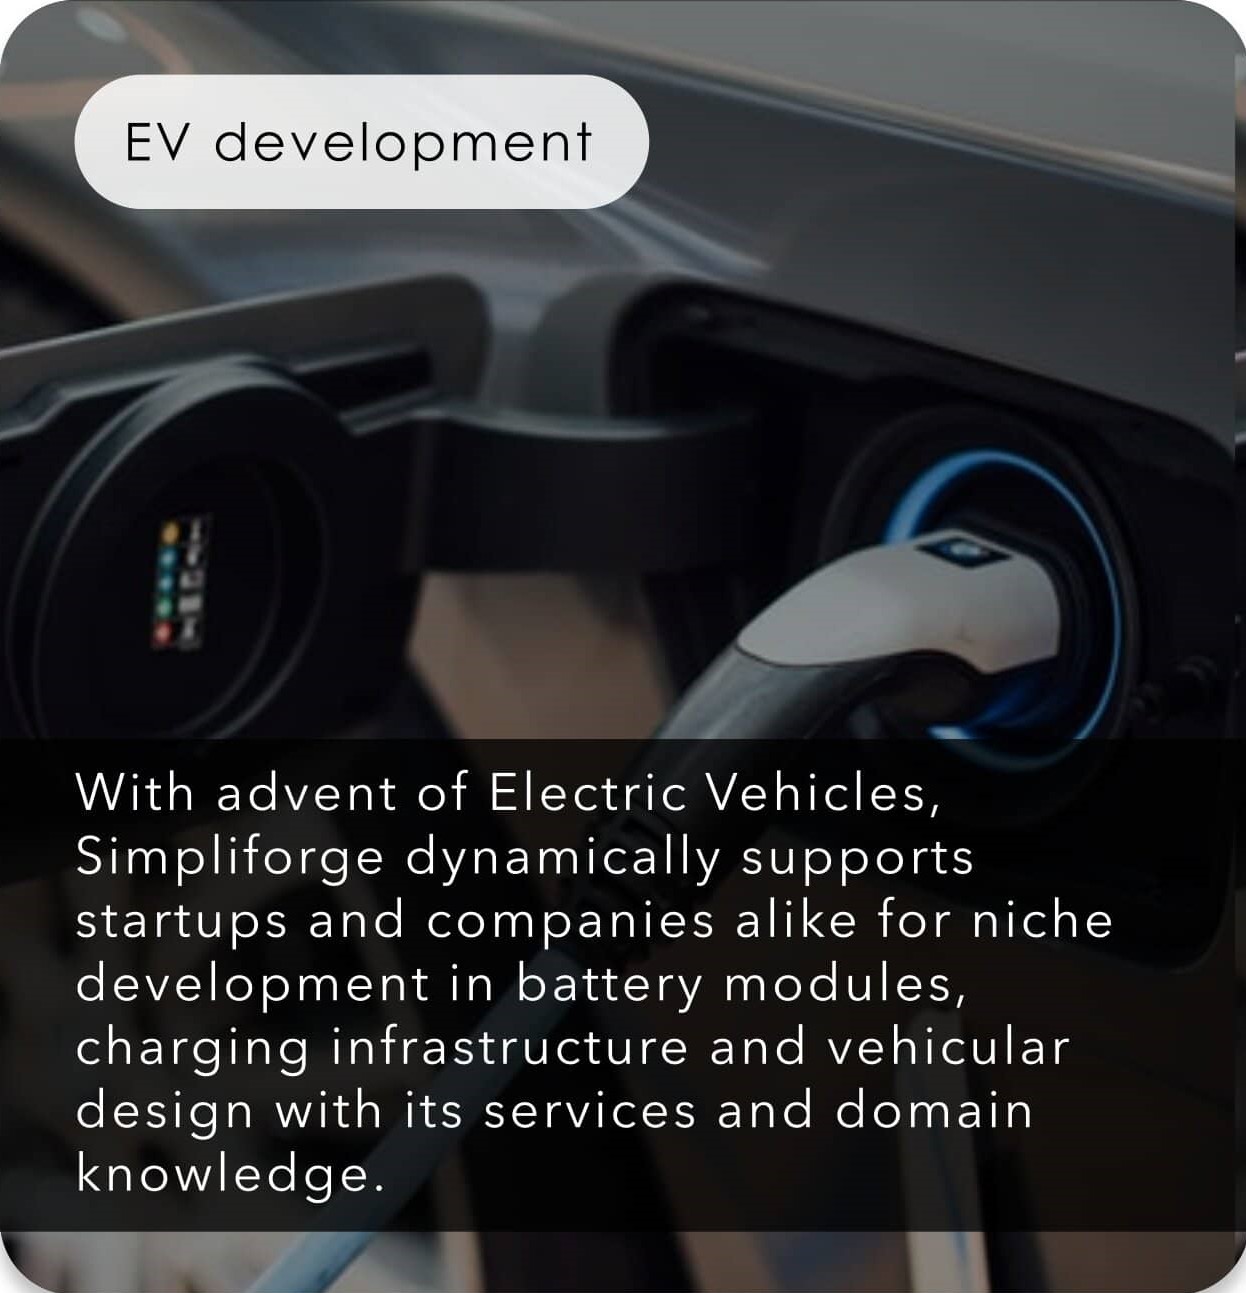 EV development
With advent of Electric Vehicles,
Simpliforge dynamically supports
startups and companies alike for niche
development in battery modules,
charging infrastructure and vehicular
design with its services and domain
knowledge.